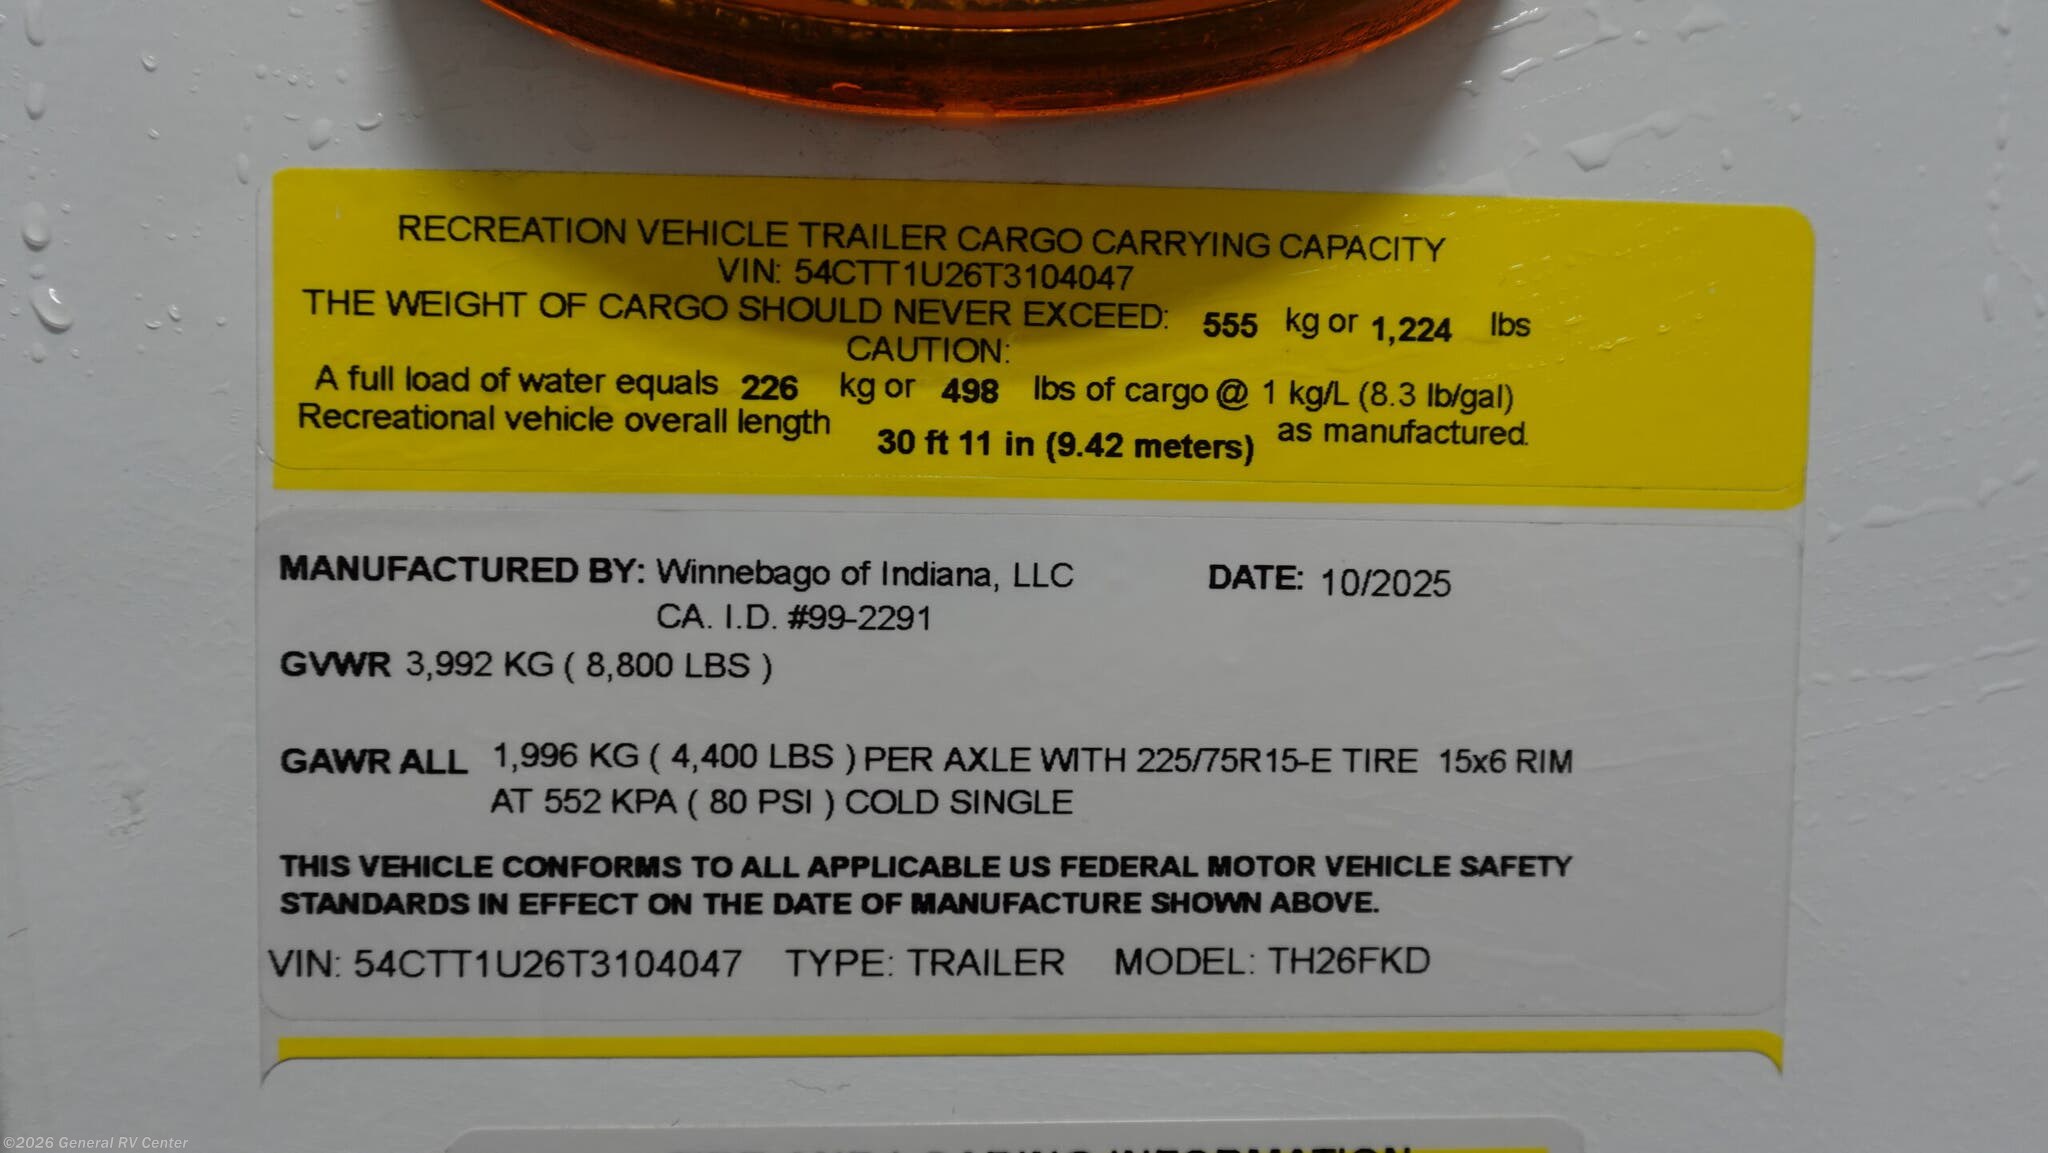 RECREATION VEHICLE TRAILER CARGO CARRYING CAPACITY
VIN: 54CTT1U26T3104047
THE WEIGHT OF CARGO SHOULD NEVER EXCEED: 555 kg or 1,224 lbs
CAUTION:
A full load of water equals 226 kg or 498 lbs of cargo @ 1 kg/L (8.3 lb/gal)
Recreational vehicle overall length 30 ft 11 in (9.42 meters) as manufactured.
MANUFACTURED BY: Winnebago of Indiana, LLC DATE: 10/2025
CA. I.D. #99-2291
GVWR 3,992 KG ( 8,800 LBS )
GAWR ALL 1,996 KG ( 4,400 LBS ) PER AXLE WITH 225/75R15-E TIRE 15x6 RIM
AT 552 KPA ( 80 PSI ) COLD SINGLE
THIS VEHICLE CONFORMS TO ALL APPLICABLE US FEDERAL MOTOR VEHICLE SAFETY
STANDARDS IN EFFECT ON THE DATE OF MANUFACTURE SHOWN ABOVE.
VIN: 54CTT1U26T3104047 TYPE: TRAILER MODEL: TH26FKD
LOADING INFORMATION
©2026 General RV Center